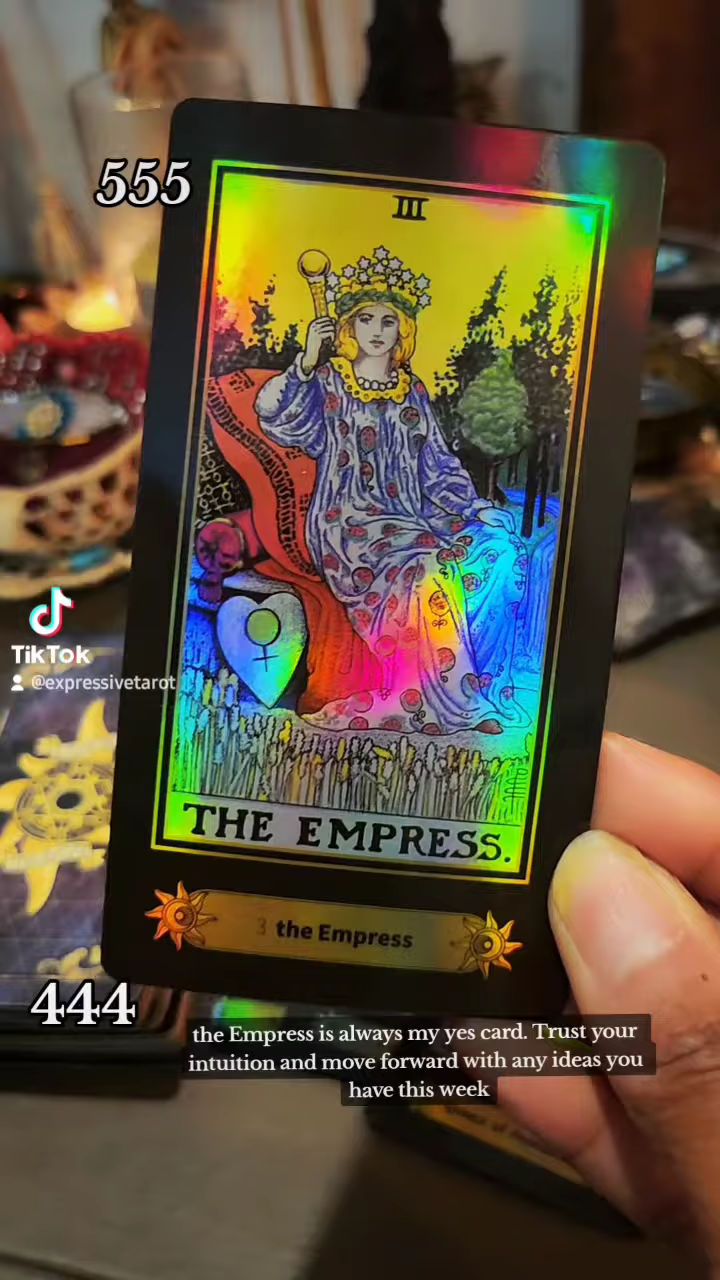 555
III
TikTok
@expressivetarot
THE EMPRESS.
3 the Empress
444
the Empress is always my yes card. Trust your
intuition and move forward with any ideas you
have this week